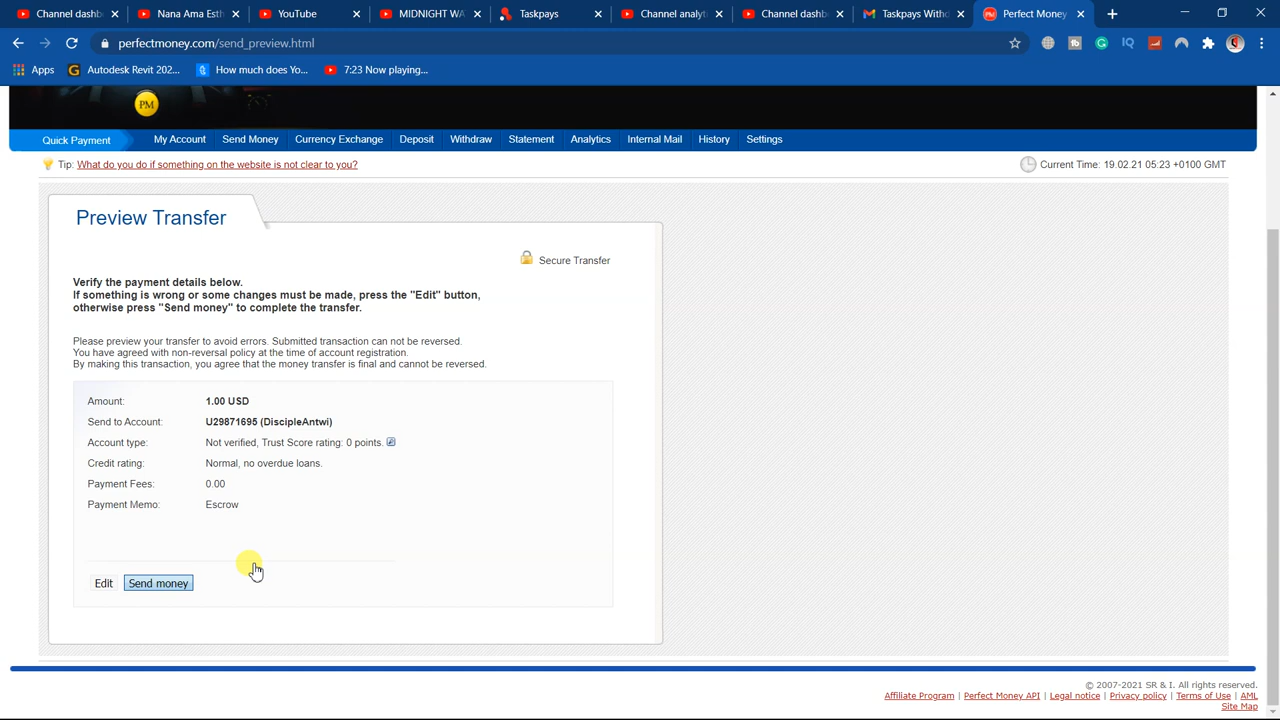 Channel dashb
Nana Ama Esth
YouTube
MIDNIGHT WA
Taskpays
Channel analytic
Channel dashb
Taskpays With
Perfect Money
perfectmoney.com/send_preview.html
Apps
Autodesk Revit 202...
How much does Yo...
7:23 Now playing...
PM
Quick Payment
My Account
Send Money
Currency Exchange
Deposit
Withdraw
Statement
Analytics
Internal Mail
History
Settings
Tip: What do you do if something on the website is not clear to you?
Current Time: 19.02.21 05:23 +0100 GMT
Preview Transfer
Secure Transfer
Verify the payment details below.
If something is wrong or some changes must be made, press the "Edit" button,
otherwise press "Send money" to complete the transfer.
Please preview your transfer to avoid errors. Submitted transaction can not be reversed.
You have agreed with non-reversal policy at the time of account registration.
By making this transaction, you agree that the money transfer is final and cannot be reversed.
Amount: 1.00 USD
Send to Account: U29871695 (DiscipleAntwi)
Account type: Not verified, Trust Score rating: 0 points.
Credit rating: Normal, no overdue loans.
Payment Fees: 0.00
Payment Memo: Escrow
Edit Send money
© 2007-2021 SR & I. All rights reserved.
Affiliate Program | Perfect Money API | Legal notice | Privacy policy | Terms of Use | AML
Site Map